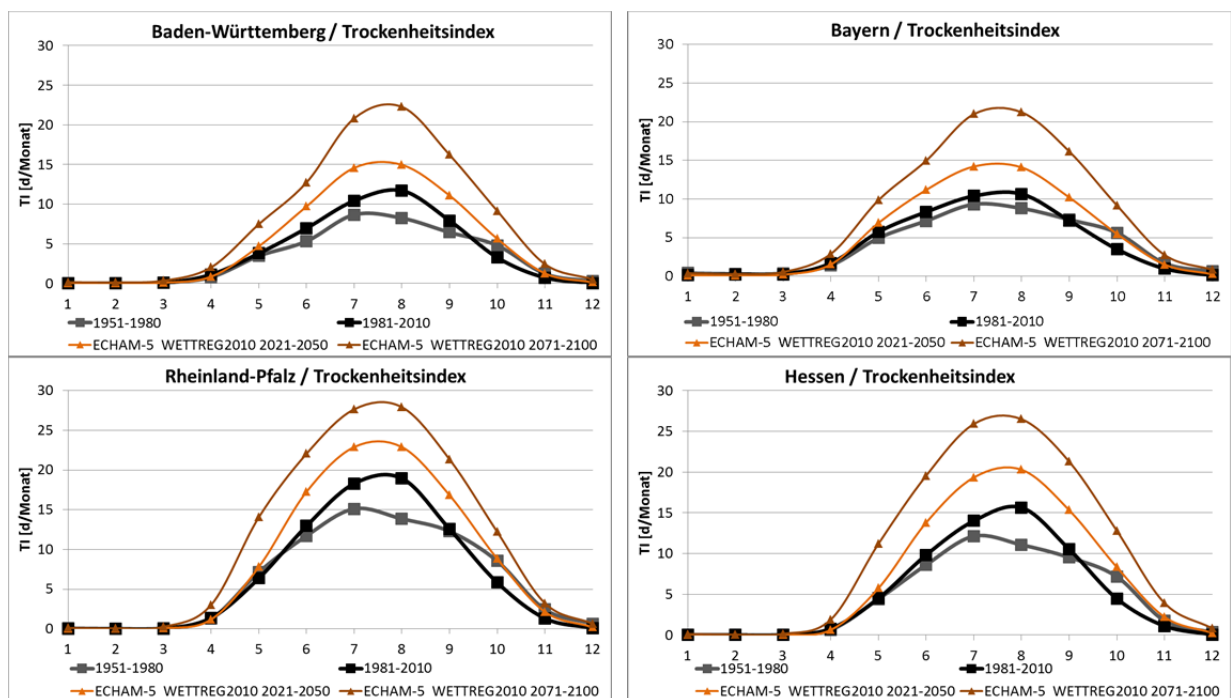 Baden-Württemberg / Trockenheitsindex
TI [d/Monat]
30
25
20
15
10
5
0
1 2 3 4 5 6 7 8 9 10 11 12
1951-1980 1981-2010
ECHAM-5 WETTREG2010 2021-2050 ECHAM-5 WETTREG2010 2071-2100
Bayern / Trockenheitsindex
TI [d/Monat]
30
25
20
15
10
5
0
1 2 3 4 5 6 7 8 9 10 11 12
1951-1980 1981-2010
ECHAM-5 WETTREG2010 2021-2050 ECHAM-5 WETTREG2010 2071-2100
Rheinland-Pfalz / Trockenheitsindex
TI [d/Monat]
30
25
20
15
10
5
0
1 2 3 4 5 6 7 8 9 10 11 12
1951-1980 1981-2010
ECHAM-5 WETTREG2010 2021-2050 ECHAM-5 WETTREG2010 2071-2100
Hessen / Trockenheitsindex
TI [d/Monat]
30
25
20
15
10
5
0
1 2 3 4 5 6 7 8 9 10 11 12
1951-1980 1981-2010
ECHAM-5 WETTREG2010 2021-2050 ECHAM-5 WETTREG2010 2071-2100